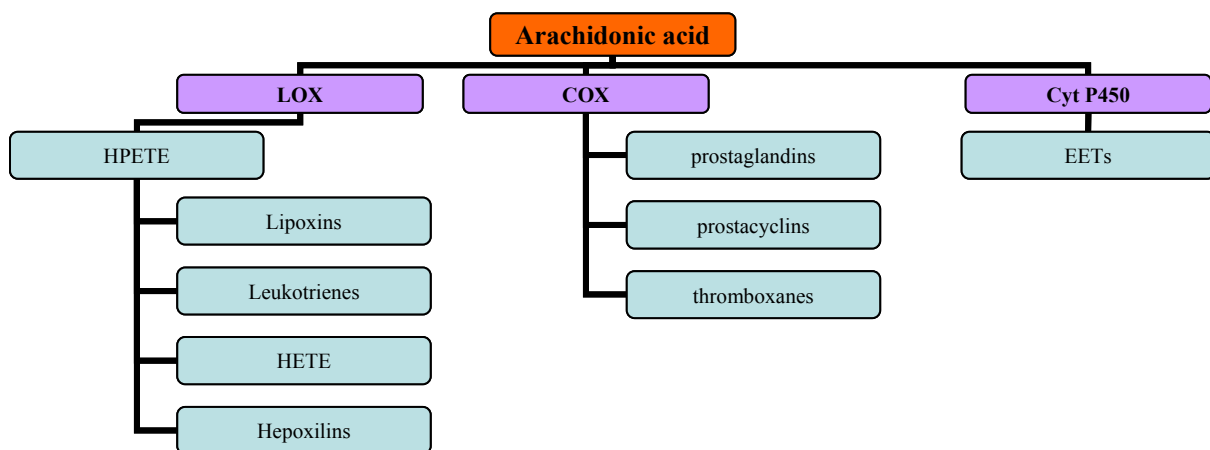 Arachidonic acid
LOX
COX
Cyt P450
HPETE
prostaglandins
EETs
Lipoxins
prostacyclins
Leukotrienes
thromboxanes
HETE
Hepoxilins